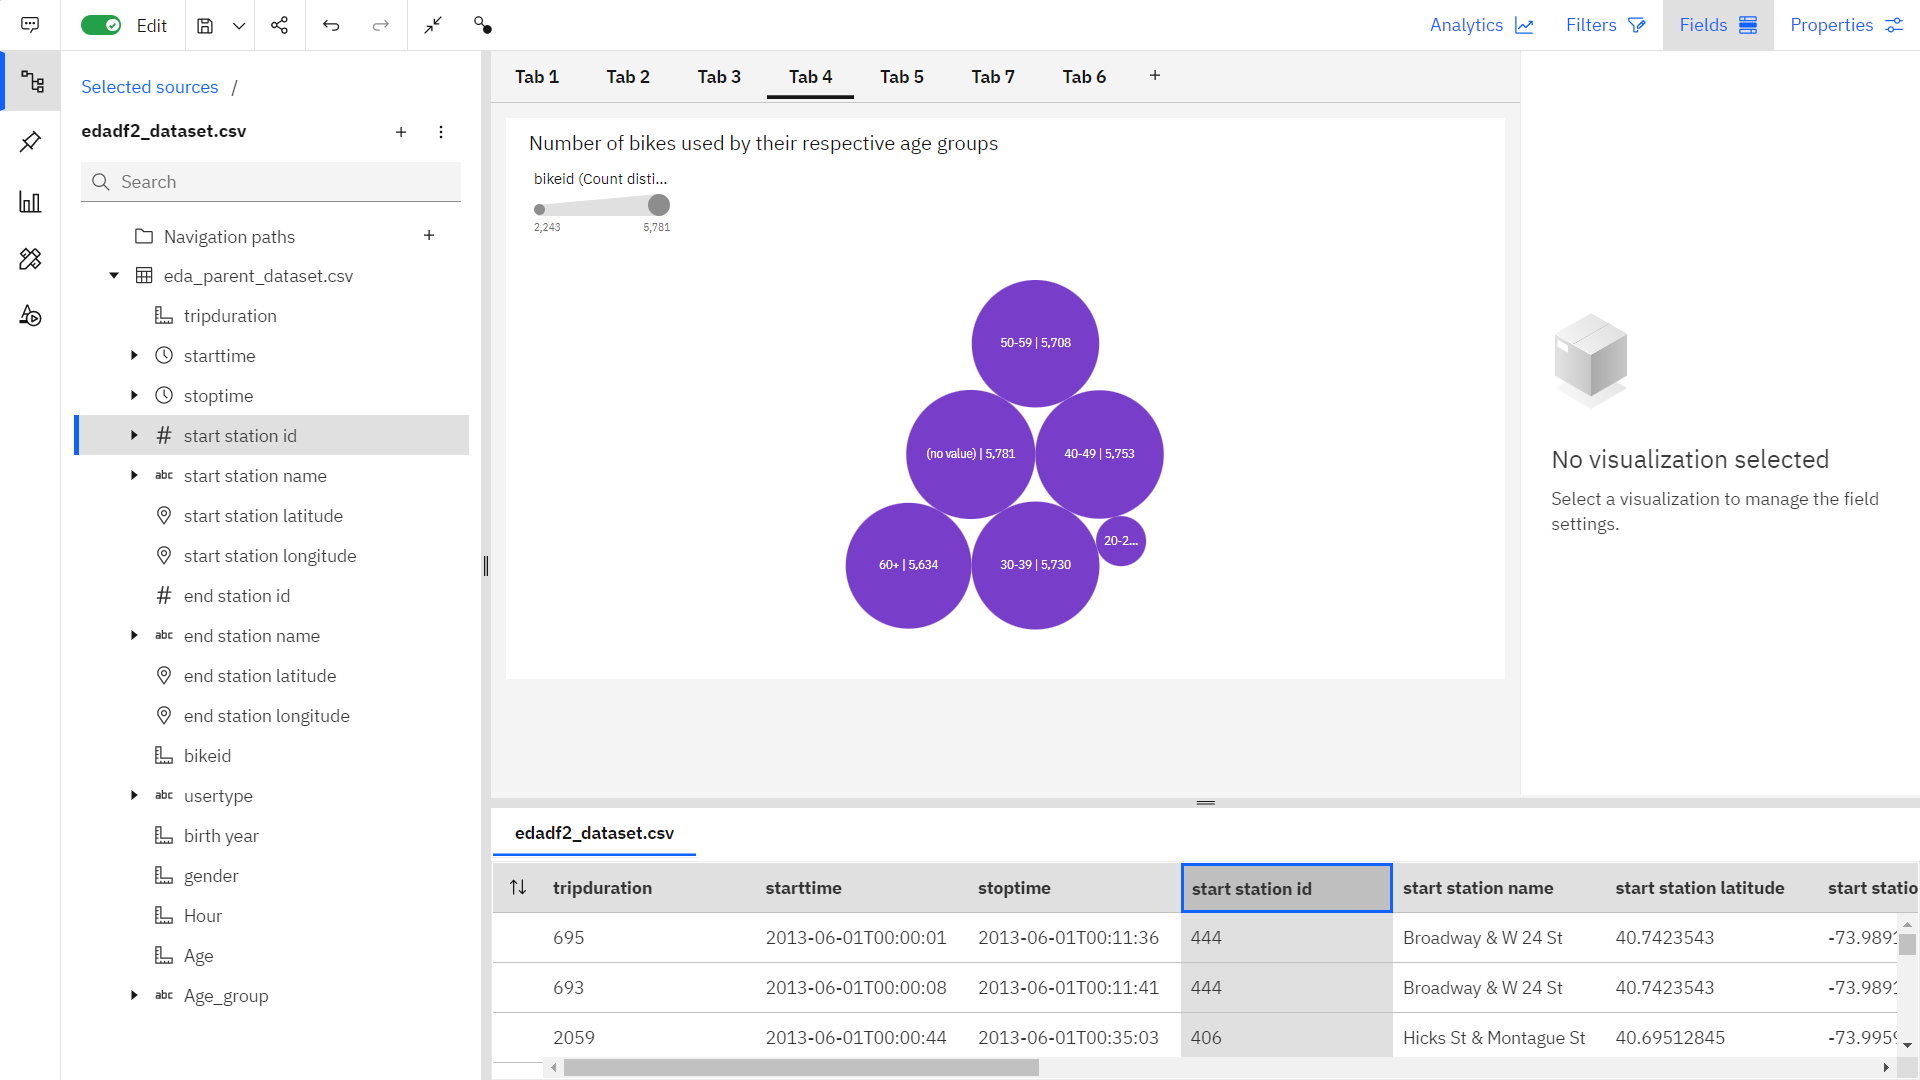 Edit
Analytics
Filters
Fields
Properties
Selected sources /
edadf2_dataset.csv
Search
Navigation paths
eda_parent_dataset.csv
tripduration
starttime
stoptime
# start station id
abc start station name
start station latitude
start station longitude
# end station id
abc end station name
end station latitude
end station longitude
bikeid
abc usertype
birth year
gender
Hour
Age
abc Age_group
Tab 1 Tab 2 Tab 3 Tab 4 Tab 5 Tab 7 Tab 6 +
Number of bikes used by their respective age groups
bikeid (Count disti...
2,243 5,781
50-59 | 5,708
(no value) | 5,781
40-49 | 5,753
20-2...
60+ | 5,634
30-39 | 5,730
No visualization selected
Select a visualization to manage the field
settings.
edadf2_dataset.csv
tripduration starttime stoptime start station id start station name start station latitude start statio
695 2013-06-01T00:00:01 2013-06-01T00:11:36 444 Broadway & W 24 St 40.7423543 -73.9891
693 2013-06-01T00:00:08 2013-06-01T00:11:41 444 Broadway & W 24 St 40.7423543 -73.9891
2059 2013-06-01T00:00:44 2013-06-01T00:35:03 406 Hicks St & Montague St 40.69512845 -73.9959